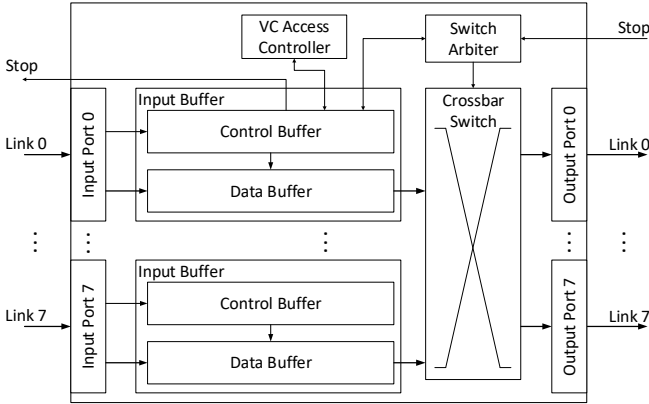 VC Access
Controller
Switch
Arbiter
Stop
Stop
Input Buffer
Crossbar
Switch
Link 0
Input Port 0
Control Buffer
Data Buffer
Output Port 0
Link 0
Input Buffer
Link 7
Input Port 7
Control Buffer
Data Buffer
Output Port 7
Link 7